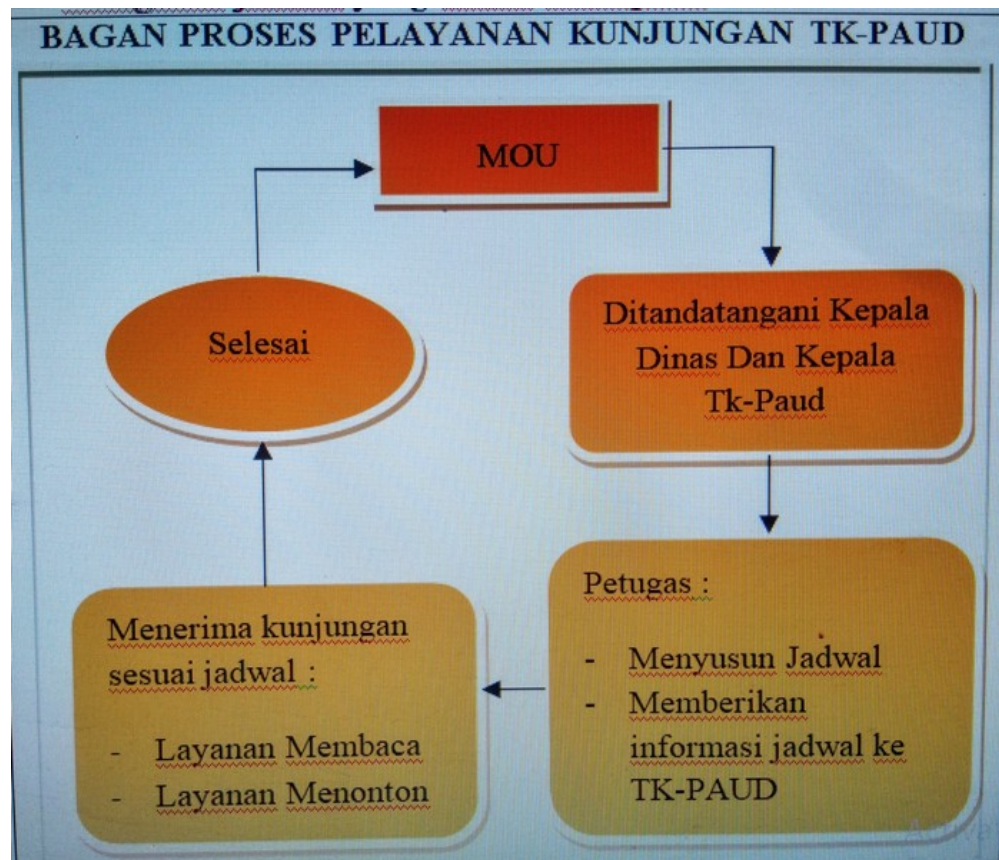 BAGAN PROSES PELAYANAN KUNJUNGAN TK-PAUD
MOU
Ditandatangani Kepala
Dinas Dan Kepala
Tk-Paud
Petugas :
- Menyusun Jadwal
- Memberikan
informasi jadwal ke
TK-PAUD
Menerima kunjungan
sesuai jadwal :
- Layanan Membaca
- Layanan Menonton
Selesai